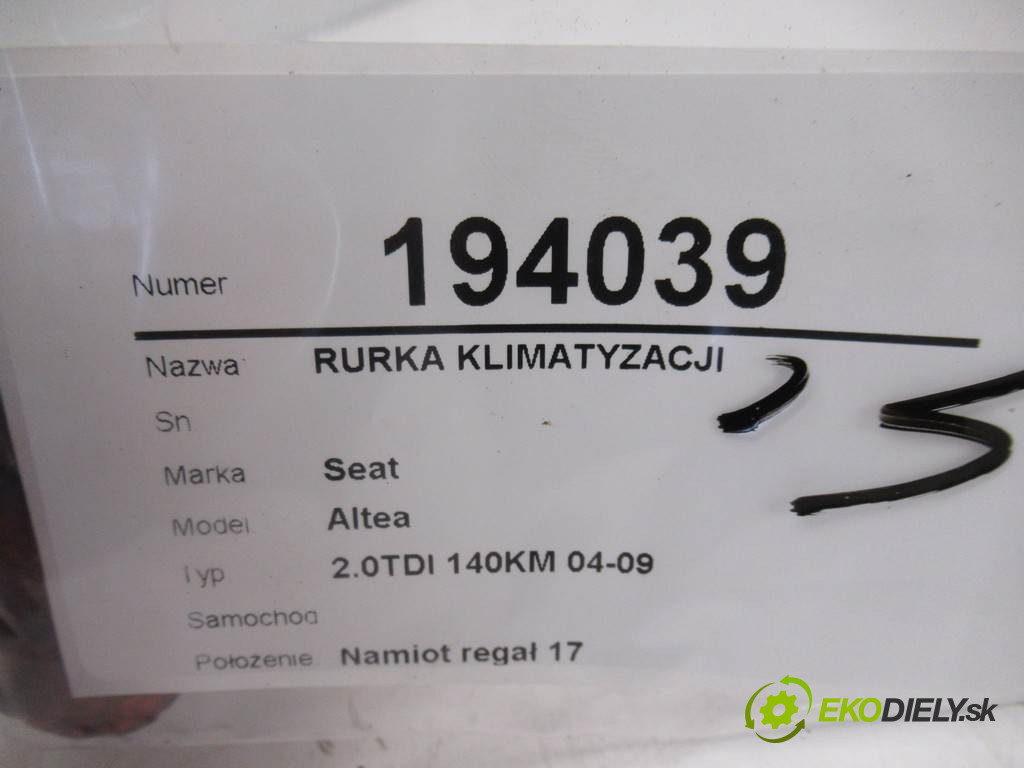 Numer 194039
Nazwa RURKA KLIMATYZACJI
Sn
Marka Seat
Model Altea
Typ 2.0TDI 140KM 04-09
Samochod
Położenie Namiot regał 17
EKODIELY.sk